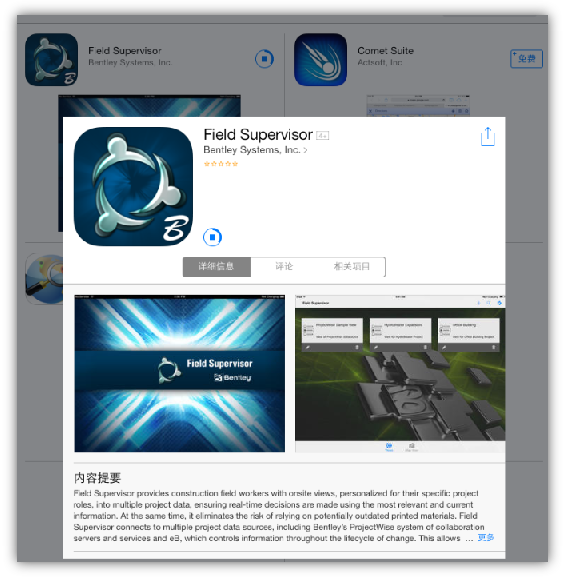 Field Supervisor
Bentley Systems, Inc.
Comet Suite
Actsoft, Inc.
+免费
Field Supervisor 4+
Bentley Systems, Inc. >
B
详细信息 评论 相关项目
Field Supervisor
Bentley
Field Supervisor
内容提要
Field Supervisor provides construction field workers with onsite views, personalized for their specific project
roles, into multiple project data, ensuring real-time decisions are made using the most relevant and current
information. At the same time, it eliminates the risk of relying on potentially outdated printed materials. Field
Supervisor connects to multiple project data sources, including Bentley's ProjectWise system of collaboration
servers and services and eB, which controls information throughout the lifecycle of change. This allows ... 更多